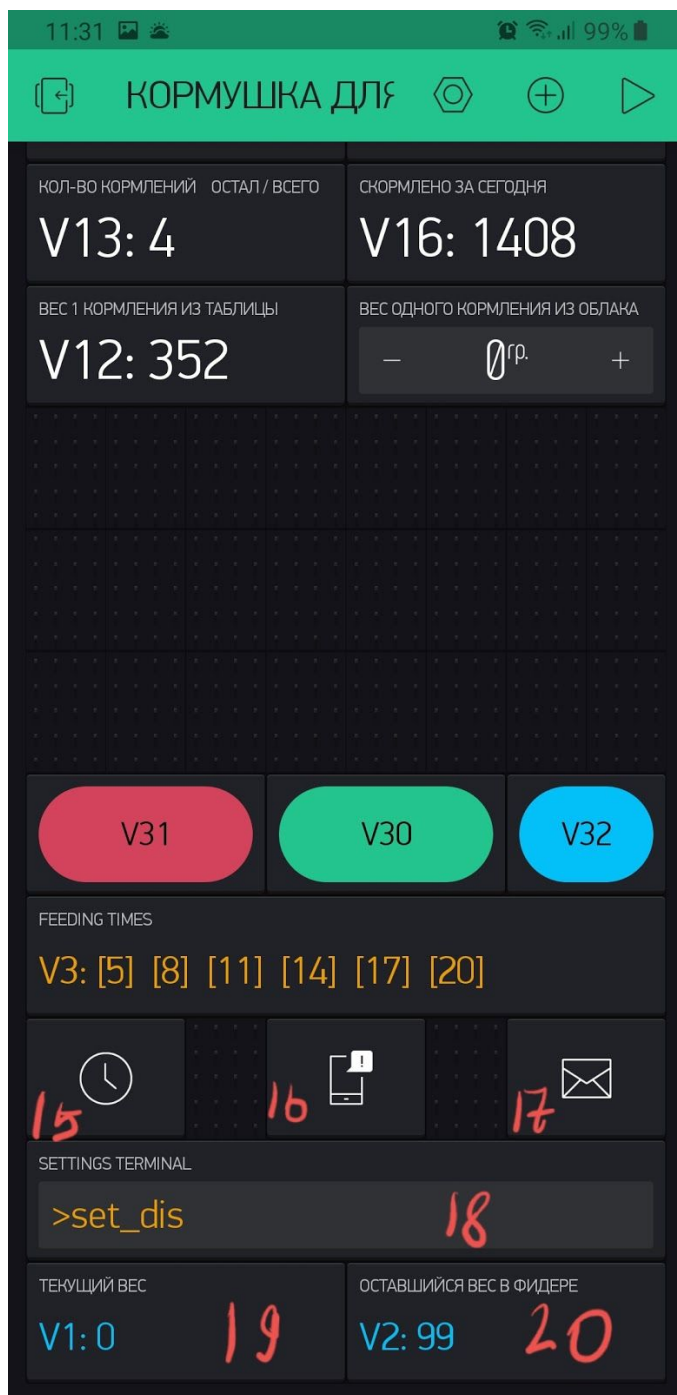 11:31 99%
КОРМУШКА ДЛЯ
КОЛ-ВО КОРМЛЕНИЙ ОСТАЛ / ВСЕГО
V13: 4
СКОРМЛЕНО ЗА СЕГОДНЯ
V16: 1408
ВЕС 1 КОРМЛЕНИЯ ИЗ ТАБЛИЦЫ
V12: 352
ВЕС ОДНОГО КОРМЛЕНИЯ ИЗ ОБЛАКА
– 0гр. +
V31 V30 V32
FEEDING TIMES
V3: [5] [8] [11] [14] [17] [20]
15 16 17
SETTINGS TERMINAL
>set_dis 18
ТЕКУЩИЙ ВЕС
V1: 0 19
ОСТАВШИЙСЯ ВЕС В ФИДЕРЕ
V2: 99 20